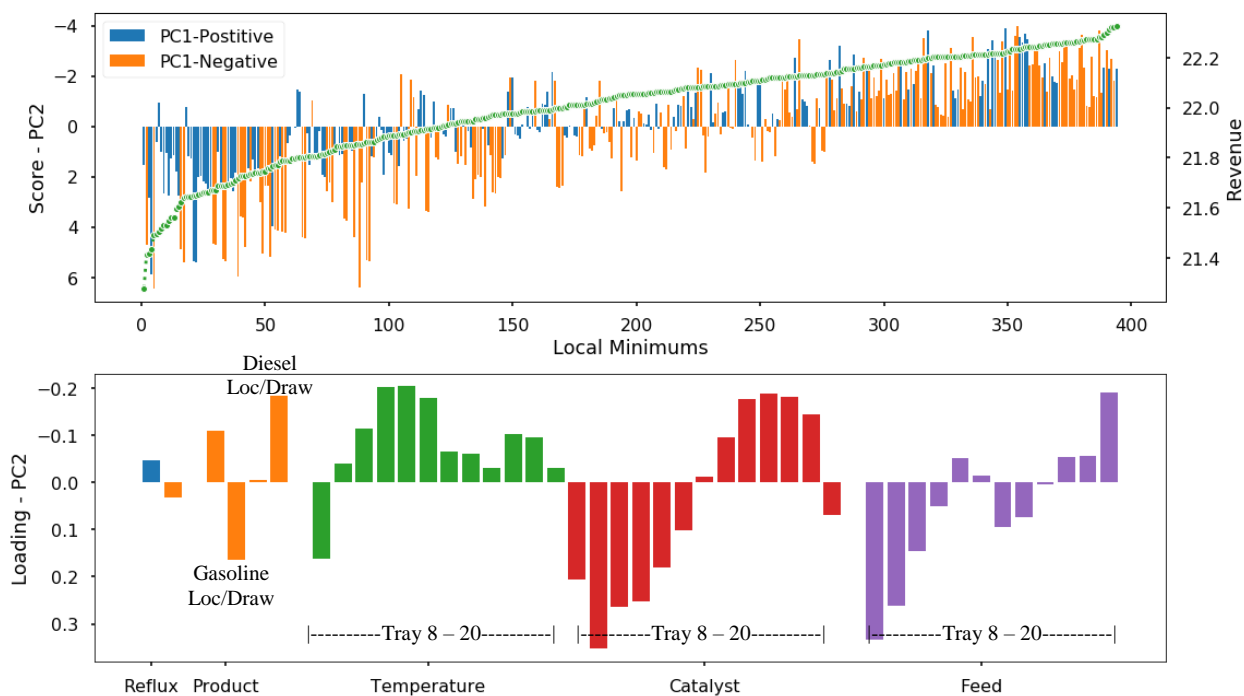 −4
−2
0
2
4
6
Score - PC2
PC1-Postitive
PC1-Negative
22.2
22.0
21.8
21.6
21.4
Revenue
0 50 100 150 200 250 300 350 400
Local Minimums
Diesel
Loc/Draw
−0.2
−0.1
0.0
0.1
0.2
0.3
Loading - PC2
Gasoline
Loc/Draw
|----------Tray 8 – 20----------|
|----------Tray 8 – 20----------|
|----------Tray 8 – 20----------|
Reflux Product Temperature Catalyst Feed